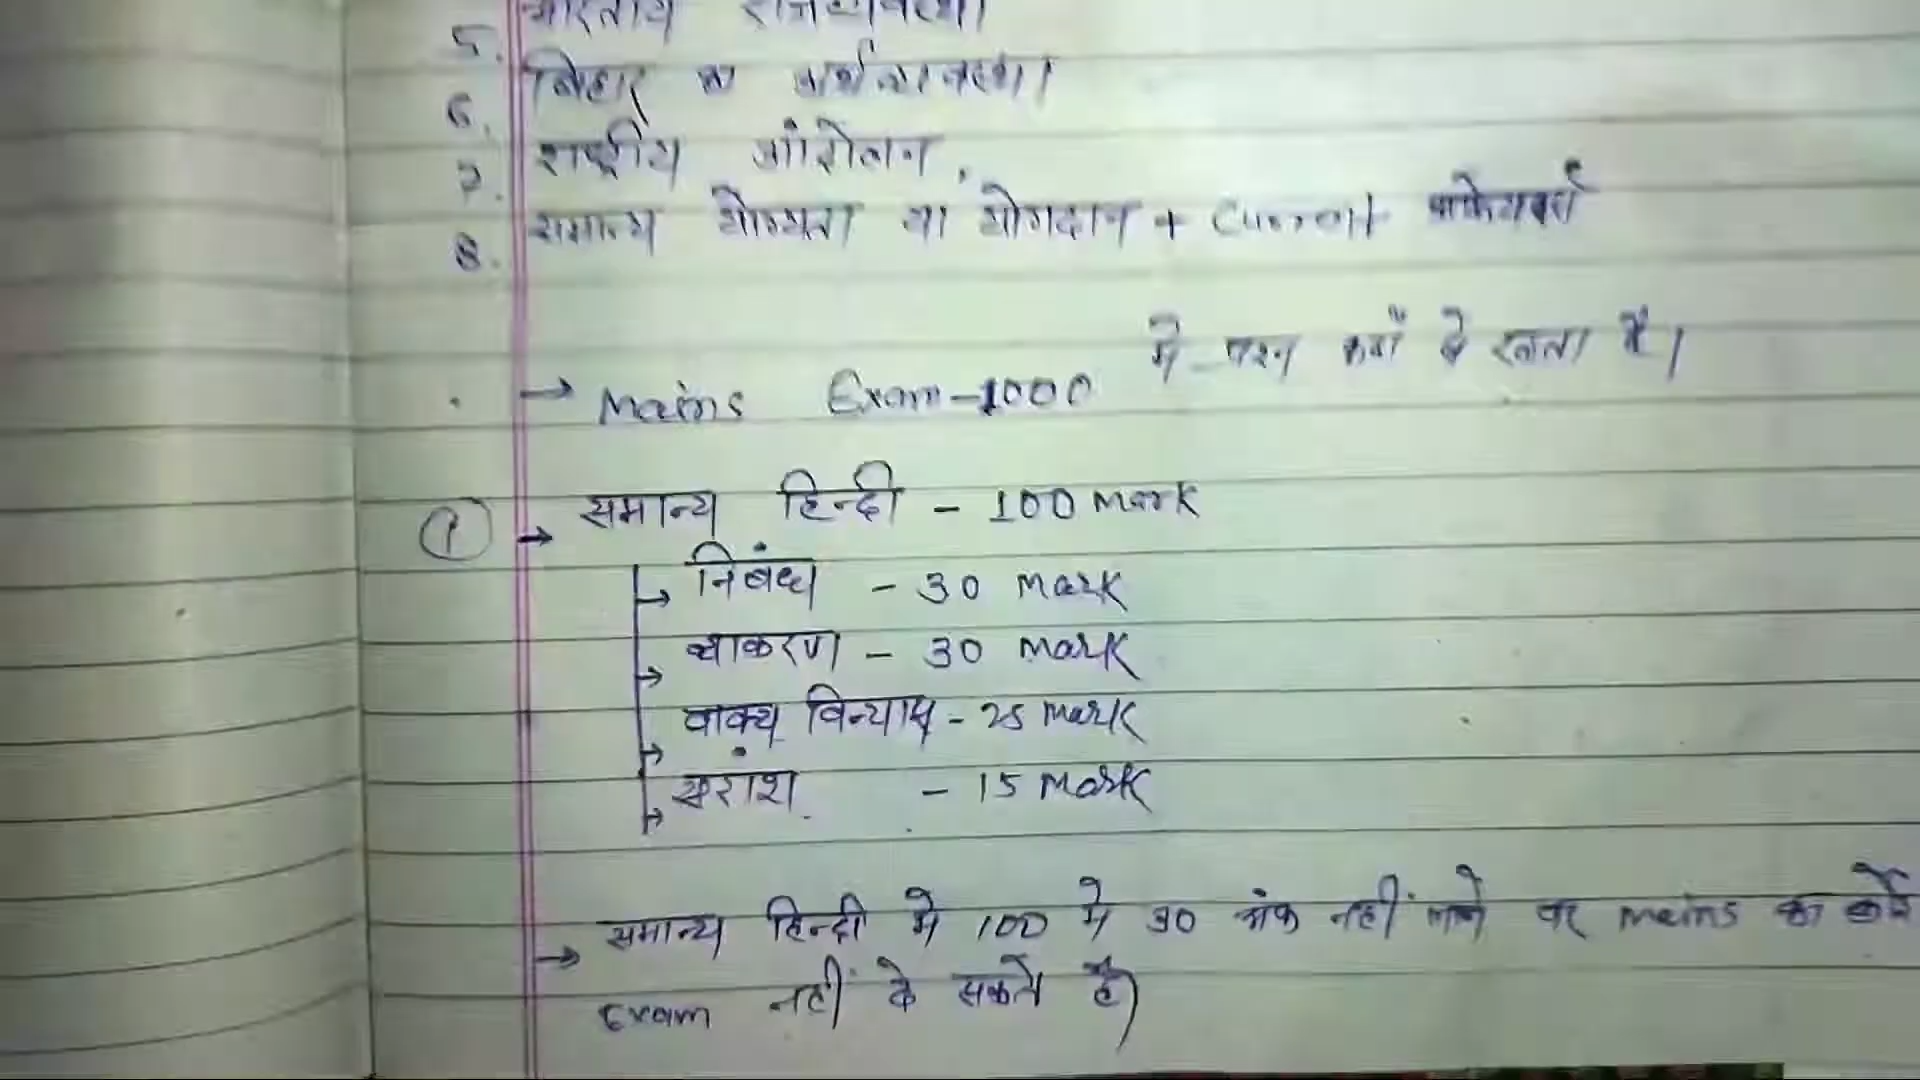 5. भारतीय राजव्यवस्था।
6. बिहार का अर्थव्यवस्था।
7. राष्ट्रीय आंदोलन,
8. समान्य योग्यता या योगदान + Current
में प्रश्न कहाँ से रहता है।
→ Mains Exam-1000
① → समान्य हिन्दी - 100 mark
→ निबंध - 30 mark
→ व्याकरण - 30 mark
→ वाक्य विन्यास - 25 mark
→ सरांश - 15 mark
→ समान्य हिन्दी मे 100 मे 30 अंक नहीं लाने पर mains का कोई
Exam नहीं दे सकते है)